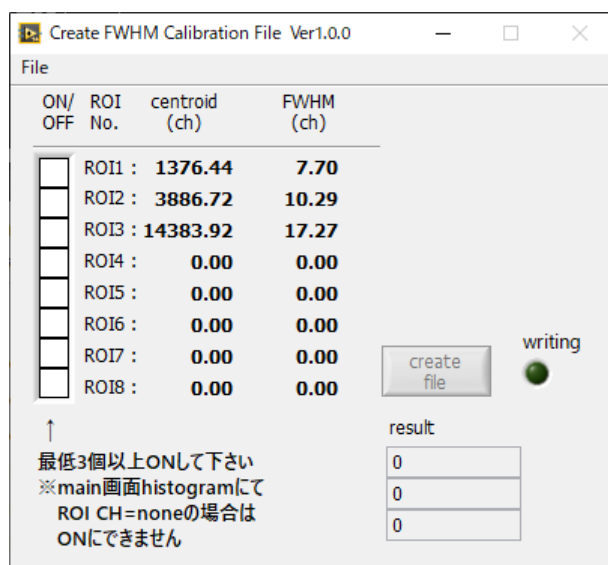 Create FWHM Calibration File Ver1.0.0
File
ON/ ROI centroid FWHM
OFF No. (ch) (ch)
ROI1 : 1376.44 7.70
ROI2 : 3886.72 10.29
ROI3 : 14383.92 17.27
ROI4 : 0.00 0.00
ROI5 : 0.00 0.00
ROI6 : 0.00 0.00
ROI7 : 0.00 0.00
ROI8 : 0.00 0.00
create
file
writing
↑
最低3個以上ONして下さい
※main画面histogramにて
ROI CH=noneの場合は
ONにできません
result
0
0
0